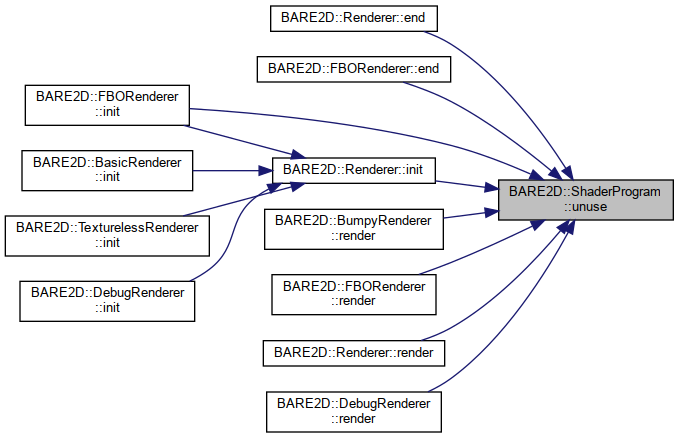 BARE2D::Renderer::end
BARE2D::FBORenderer::end
BARE2D::FBORenderer
::init
BARE2D::BasicRenderer
::init
BARE2D::Renderer::init
BARE2D::ShaderProgram
::unuse
BARE2D::TexturelessRenderer
::init
BARE2D::BumpyRenderer
::render
BARE2D::DebugRenderer
::init
BARE2D::FBORenderer
::render
BARE2D::Renderer::render
BARE2D::DebugRenderer
::render